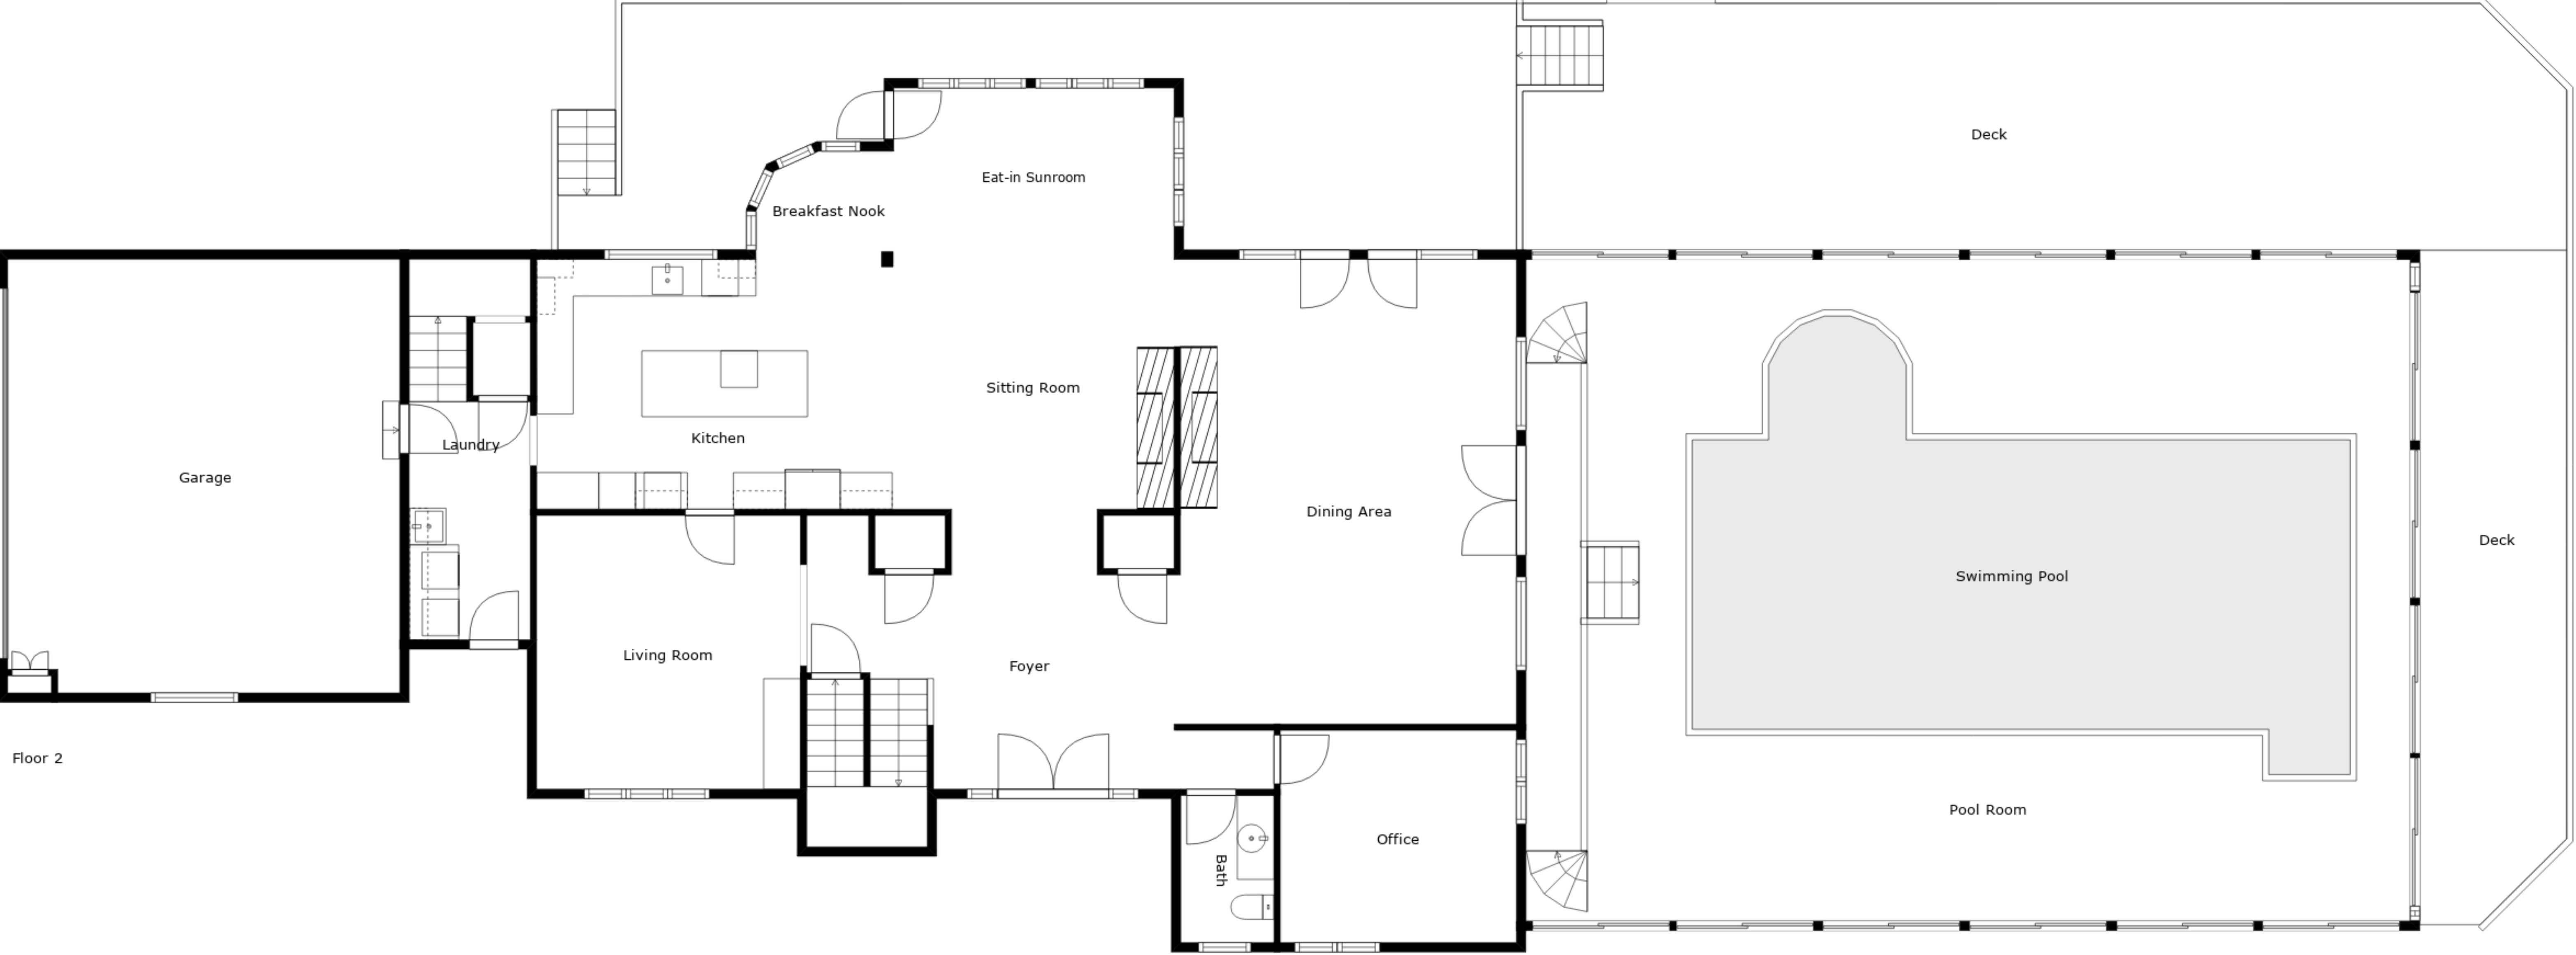 Deck
Eat-in Sunroom
Breakfast Nook
Sitting Room
Kitchen
Laundry
Garage
Dining Area
Deck
Swimming Pool
Living Room
Foyer
Floor 2
Pool Room
Office
Bath